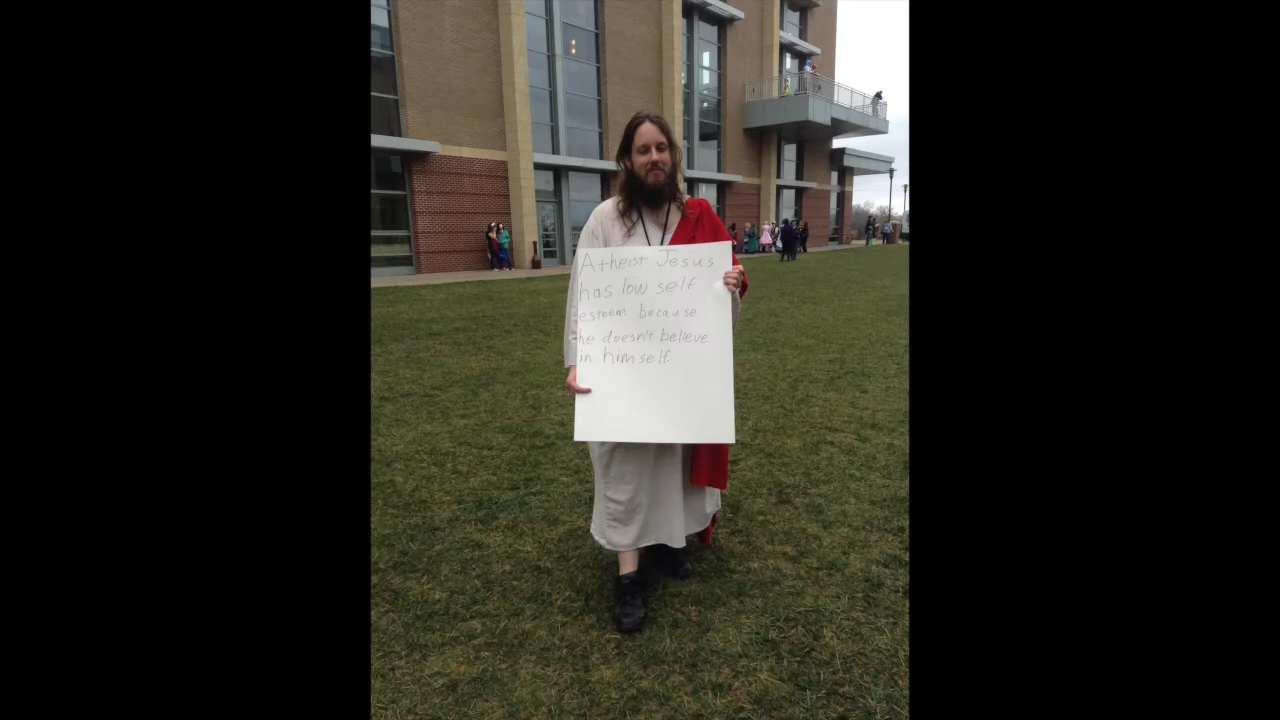 Atheist Jesus
has low self
esteem because
he doesn't believe
in himself.